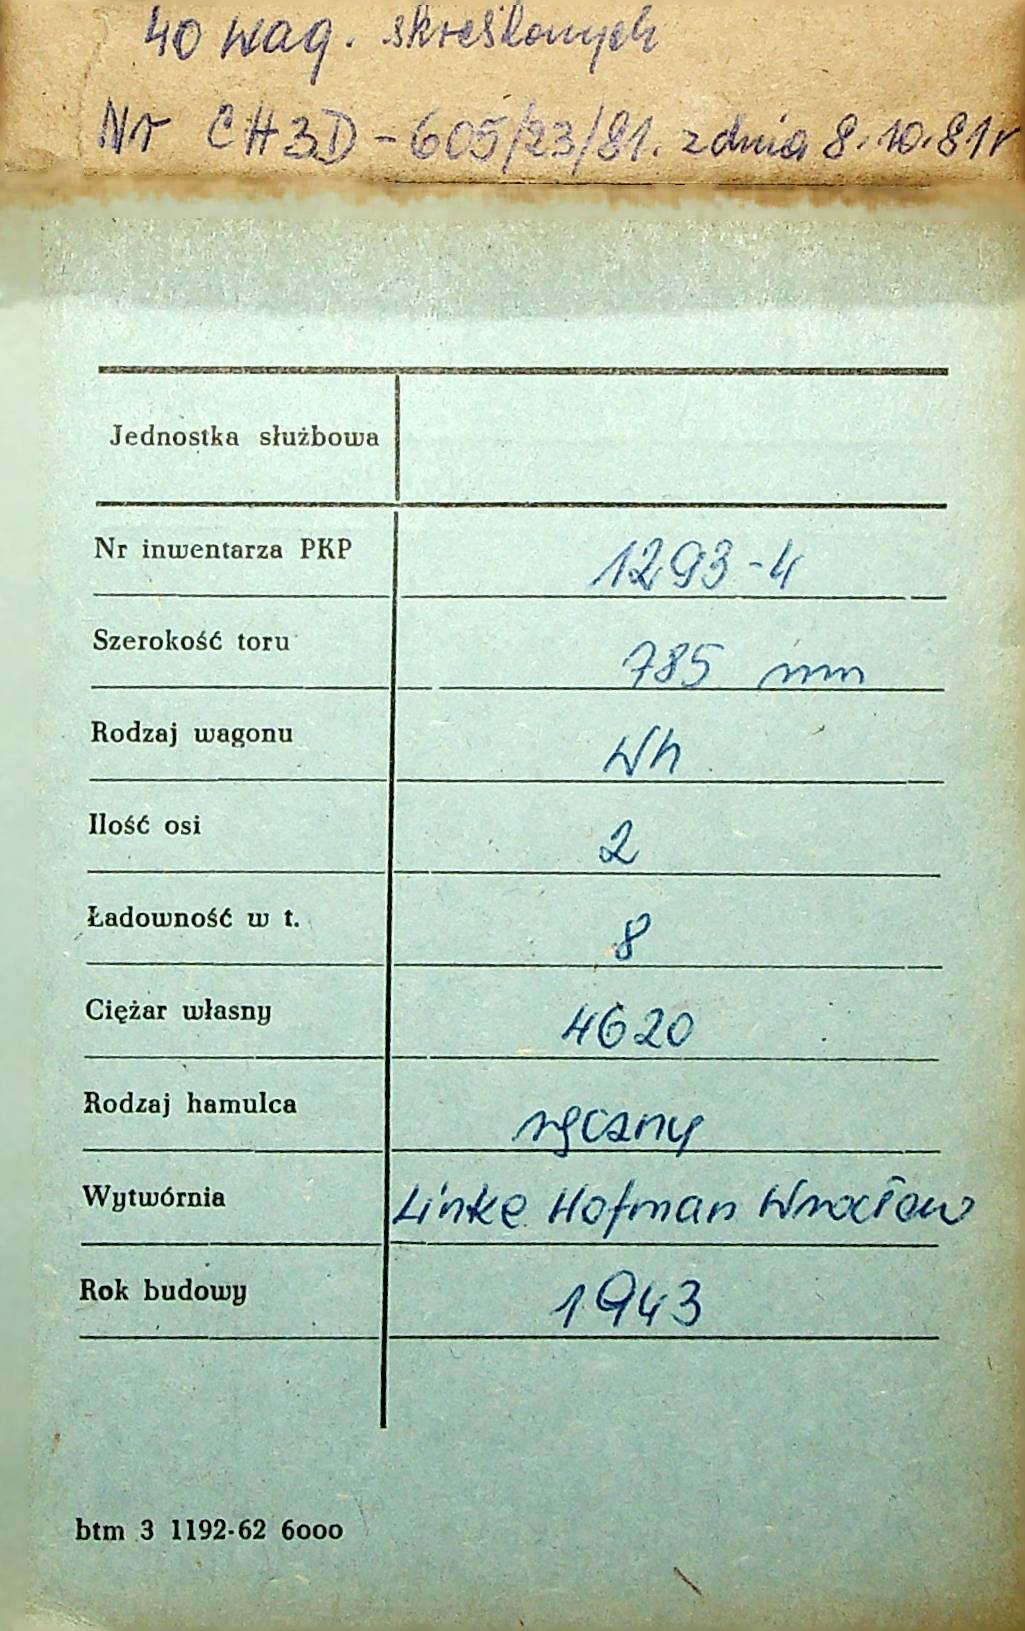 40 wag. skreślonych
Nr CH3D-605/23/81. z dnia 8.10.81r
Jednostka służbowa
Nr inwentarza PKP 1293-4
Szerokość toru 785 mm
Rodzaj wagonu Wh
Ilość osi 2
Ładowność w t. 8
Ciężar własny 4620
Rodzaj hamulca ręczny
Wytwórnia Linke Hofman Wrocław
Rok budowy 1943
btm 3 1192-62 6000